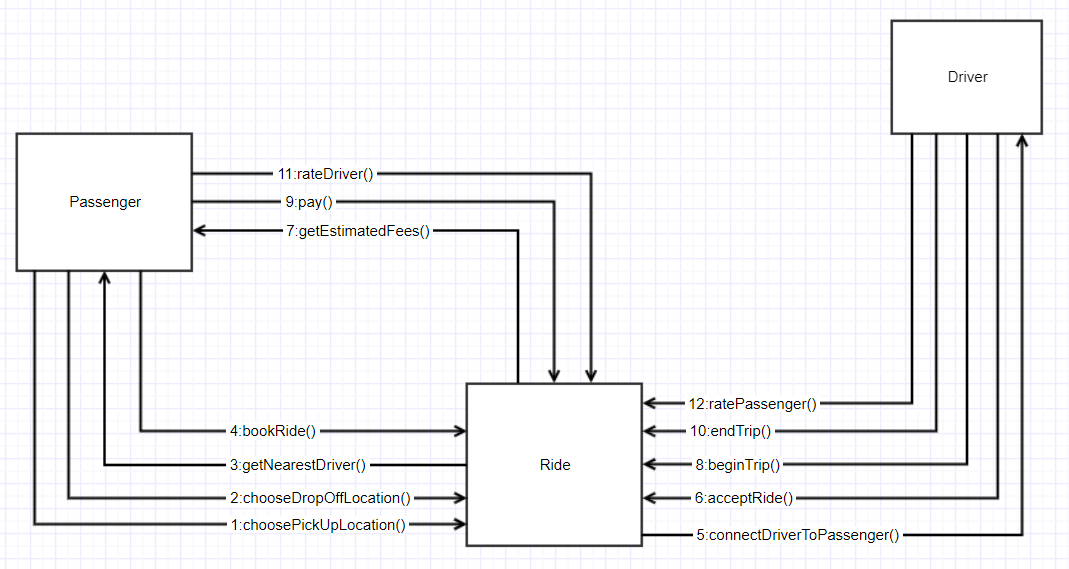 Driver
Passenger
11:rateDriver()
9:pay()
7:getEstimatedFees()
12:ratePassenger()
4:bookRide()
10:endTrip()
3:getNearestDriver()
Ride
8:beginTrip()
2:chooseDropOffLocation()
6:acceptRide()
1:choosePickUpLocation()
5:connectDriverToPassenger()